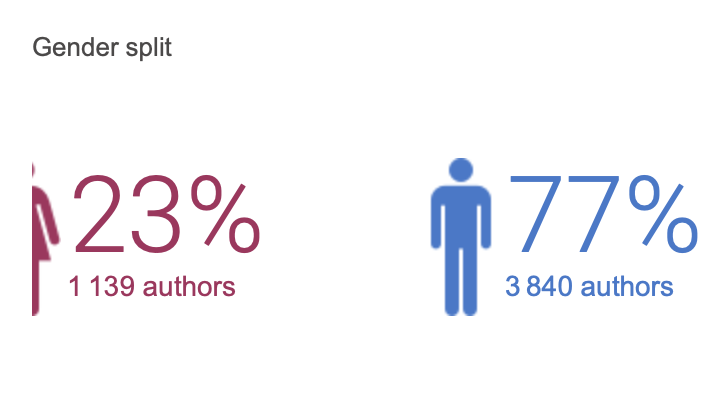 Gender split
23%
1 139 authors
77%
3 840 authors